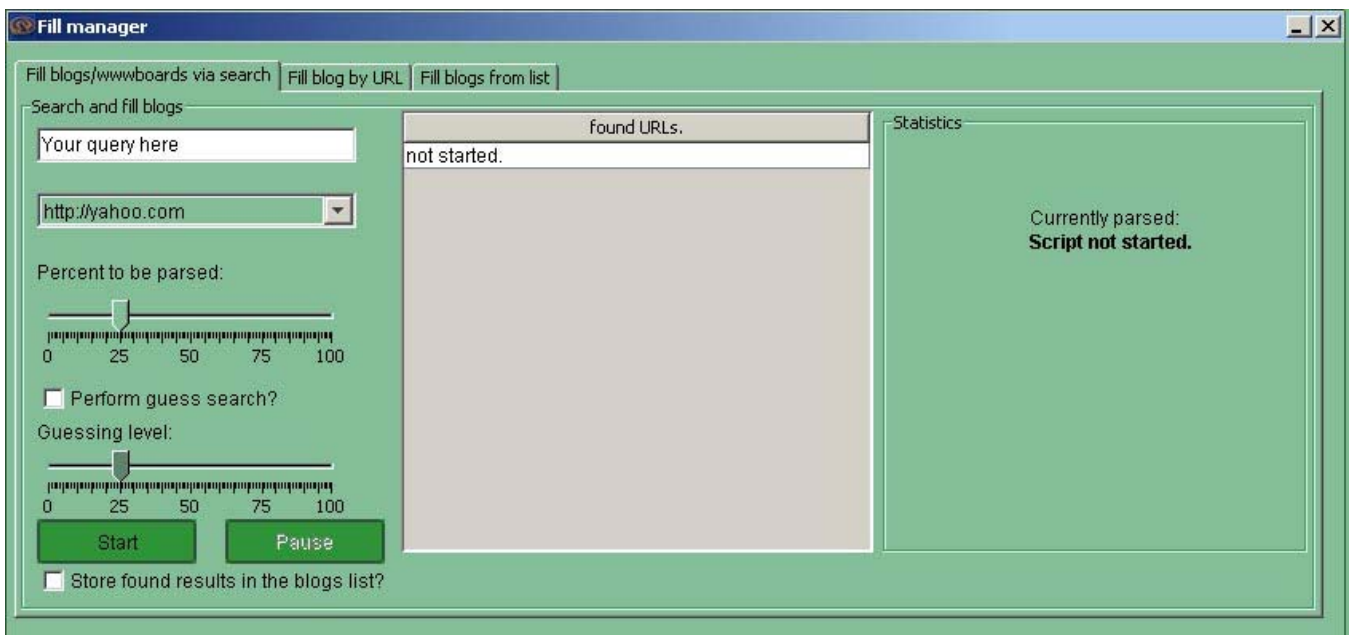 Fill manager
Fill blogs/wwwboards via search
Fill blog by URL
Fill blogs from list
Search and fill blogs
Your query here
http://yahoo.com
Percent to be parsed:
0 25 50 75 100
Perform guess search?
Guessing level:
0 25 50 75 100
Start
Pause
Store found results in the blogs list?
found URLs.
not started.
Statistics
Currently parsed:
Script not started.